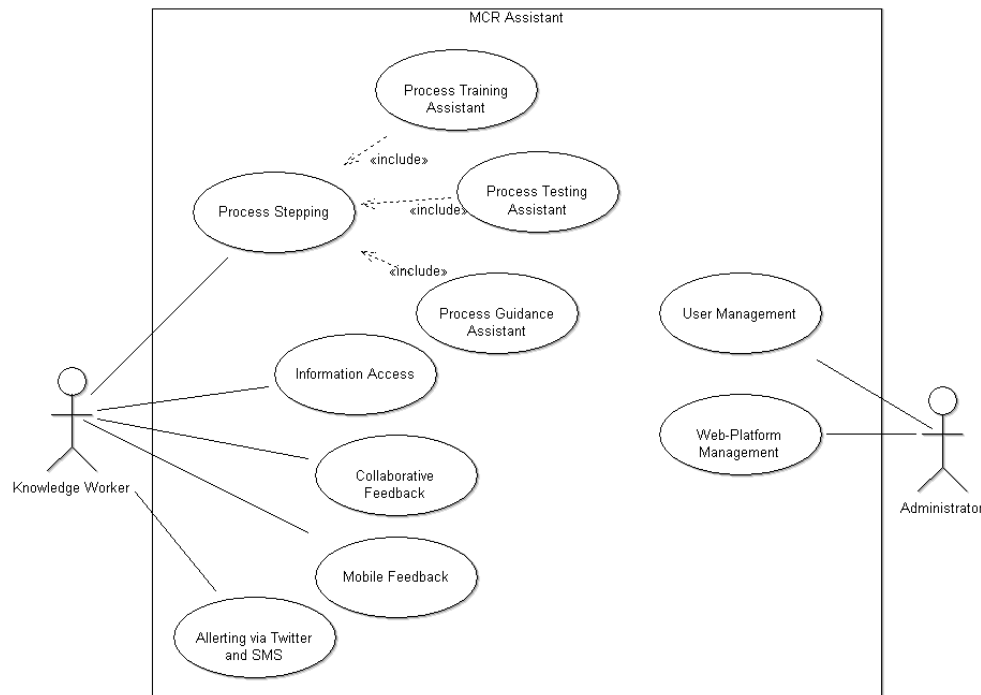 MCR Assistant
Process Training
Assistant
«include»
Process Stepping
Process Testing
Assistant
«include»
«include»
Process Guidance
Assistant
User Management
Information Access
Web-Platform
Management
Knowledge Worker
Collaborative
Feedback
Administrator
Mobile Feedback
Allerting via Twitter
and SMS